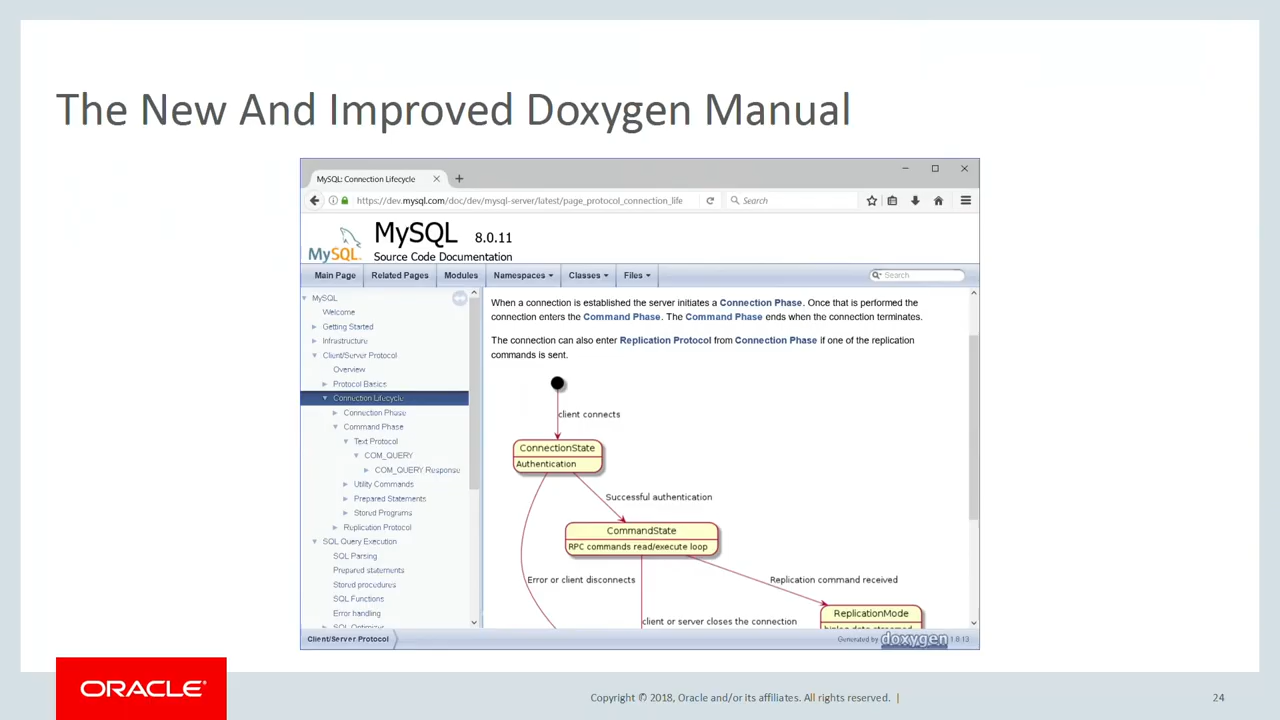 The New And Improved Doxygen Manual
MySQL: Connection Lifecycle
https://dev.mysql.com/doc/dev/mysql-server/latest/page_protocol_connection_life
Search
MySQL
MySQL 8.0.11
Source Code Documentation
Main Page
Related Pages
Modules
Namespaces
Classes
Files
Search
MySQL
Welcome
Getting Started
Infrastructure
Client/Server Protocol
Overview
Protocol Basics
Connection Lifecycle
Connection Phase
Command Phase
Text Protocol
COM_QUERY
COM_QUERY Response
Utility Commands
Prepared Statements
Stored Programs
Replication Protocol
SQL Query Execution
SQL Parsing
Prepared statements
Stored procedures
SQL Functions
Error handling
SQL Optimizer
When a connection is established the server initiates a Connection Phase. Once that is performed the
connection enters the Command Phase. The Command Phase ends when the connection terminates.
The connection can also enter Replication Protocol from Connection Phase if one of the replication
commands is sent.
client connects
ConnectionState
Authentication
Successful authentication
CommandState
RPC commands read/execute loop
Error or client disconnects
Replication command received
ReplicationMode
binlog data streamed
client or server closes the connection
Client/Server Protocol
Generated by doxygen 1.8.13
ORACLE®
Copyright © 2018, Oracle and/or its affiliates. All rights reserved. |
24